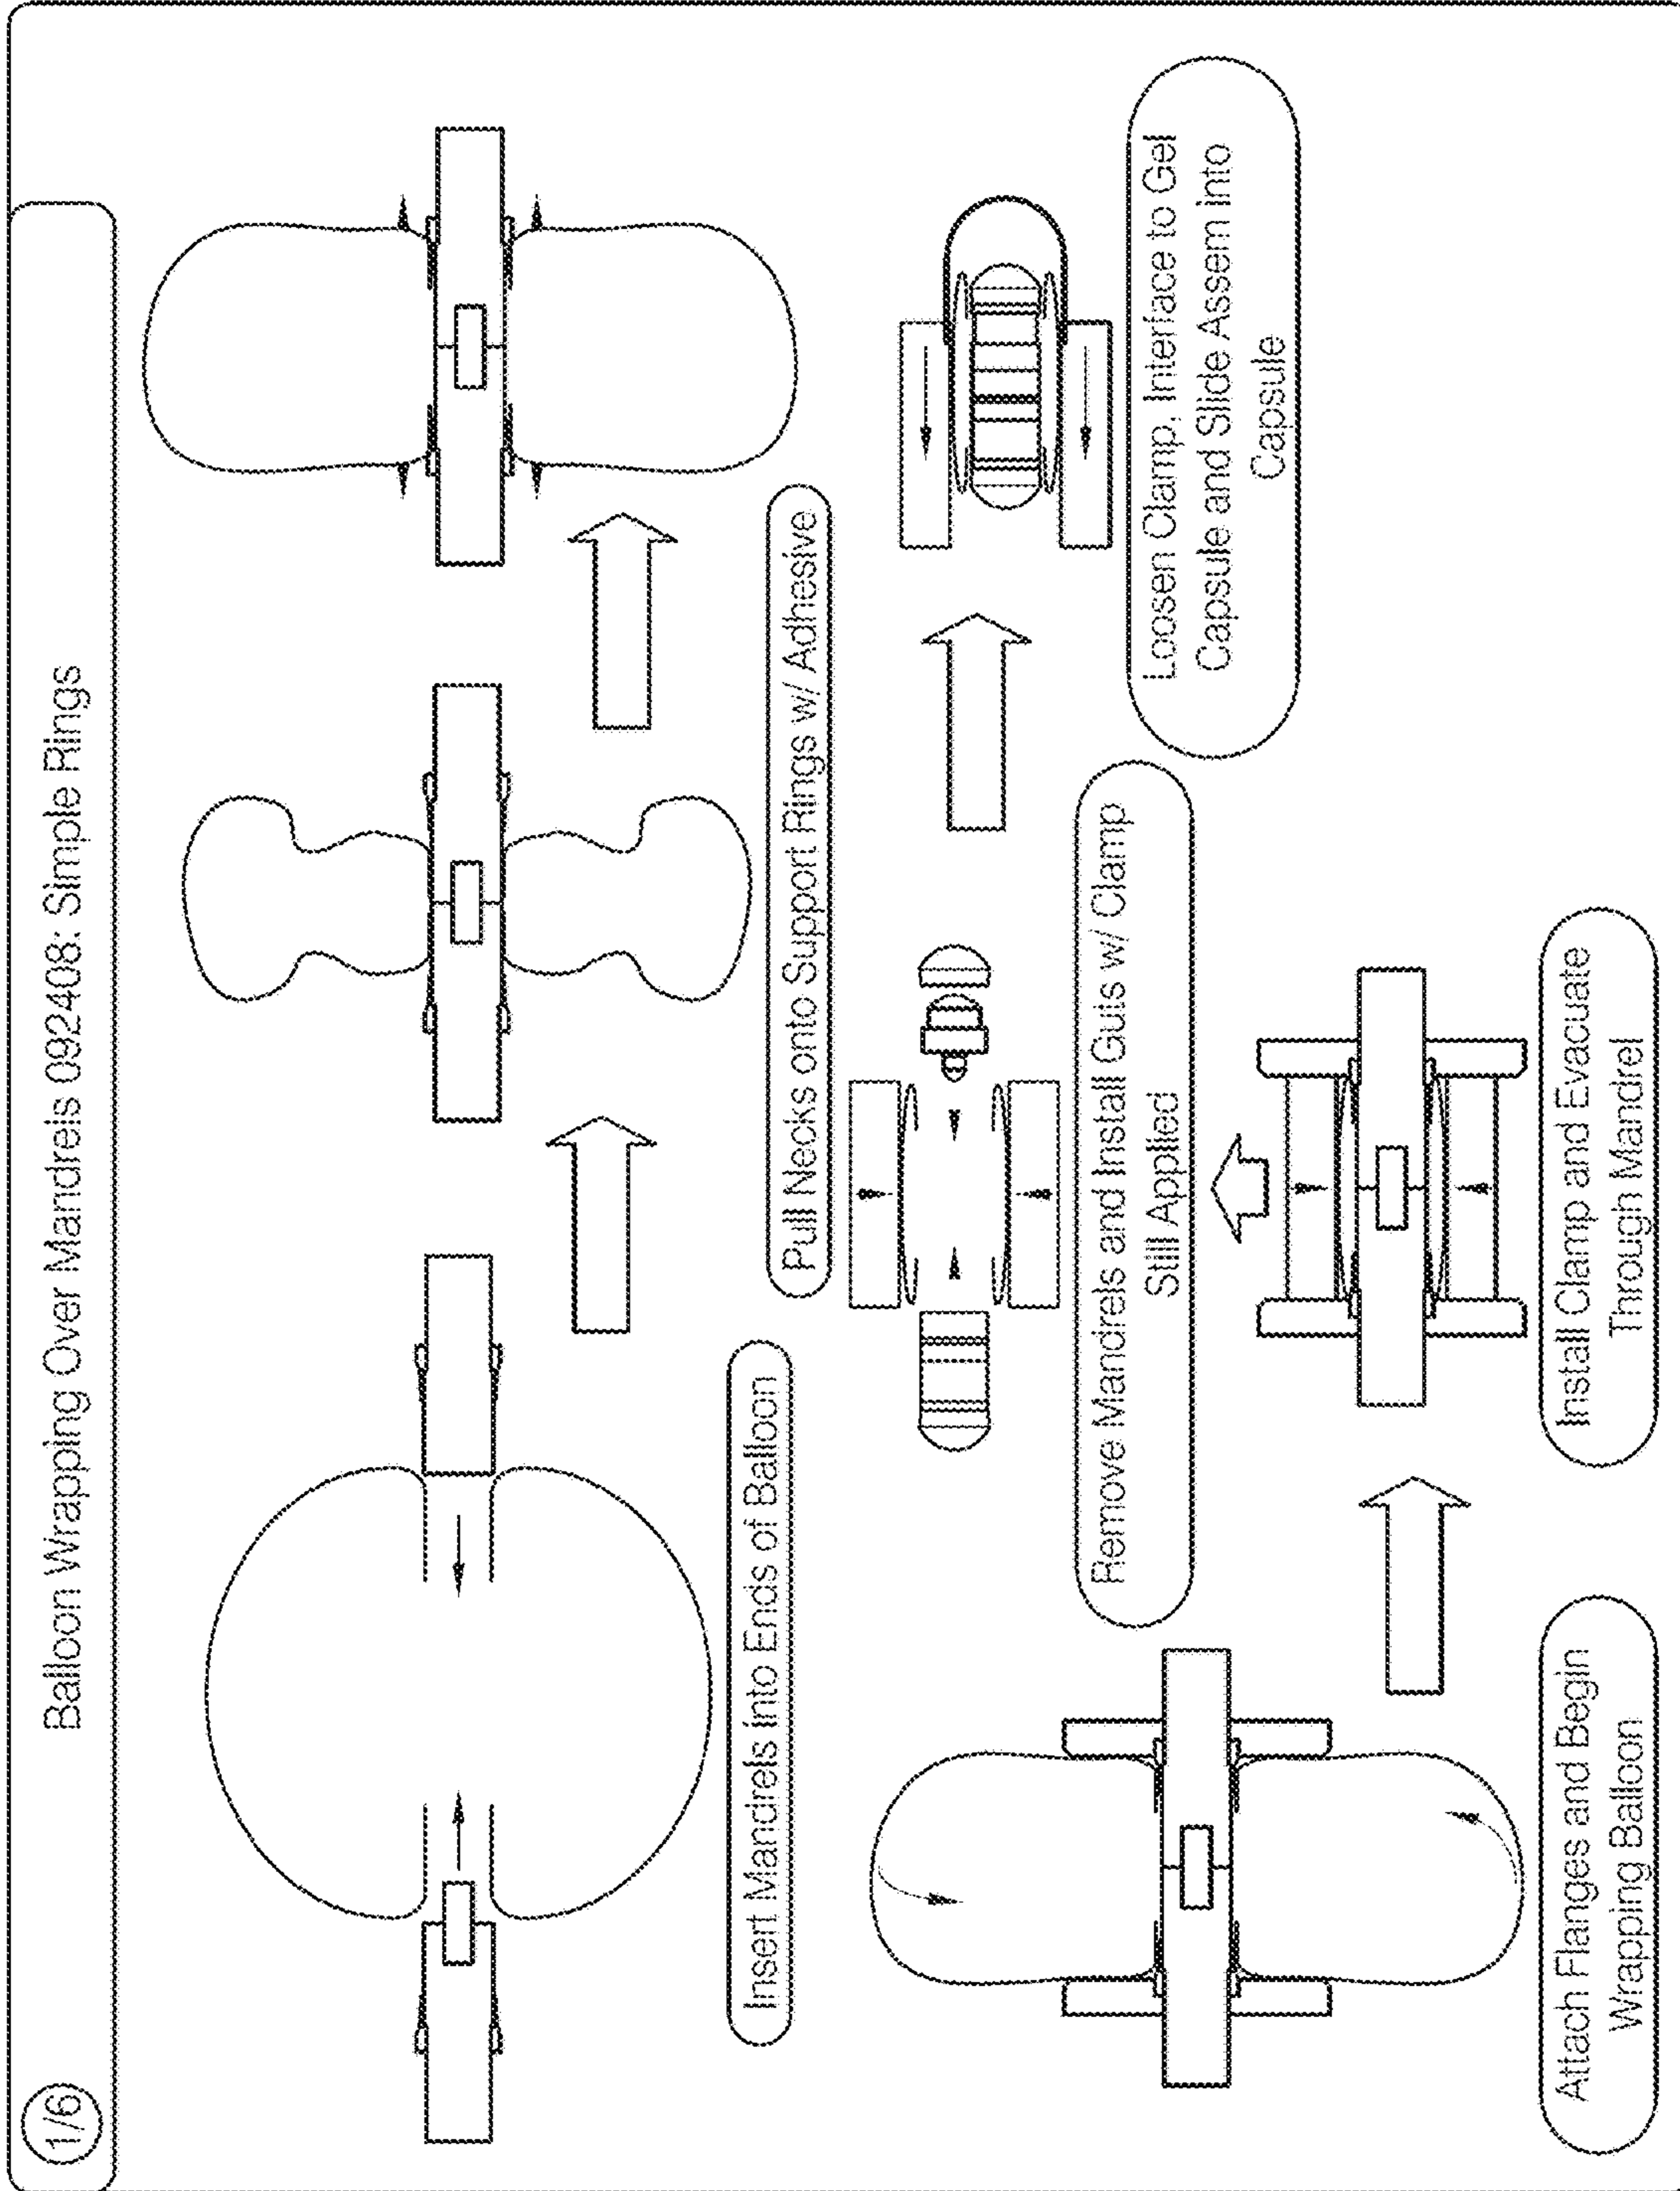 1/6
Balloon Wrapping Over Mandrels 092408: Simple Rings
Insert Mandrels into Ends of Balloon
Pull Necks onto Support Rings w/ Adhesive
Attach Flanges and Begin
Wrapping Balloon
Install Clamp and Evacuate
Through Mandrel
Remove Mandrels and Install Guts w/ Clamp
Still Applied
Loosen Clamp, Interface to Gel
Capsule and Slide Assem into
Capsule